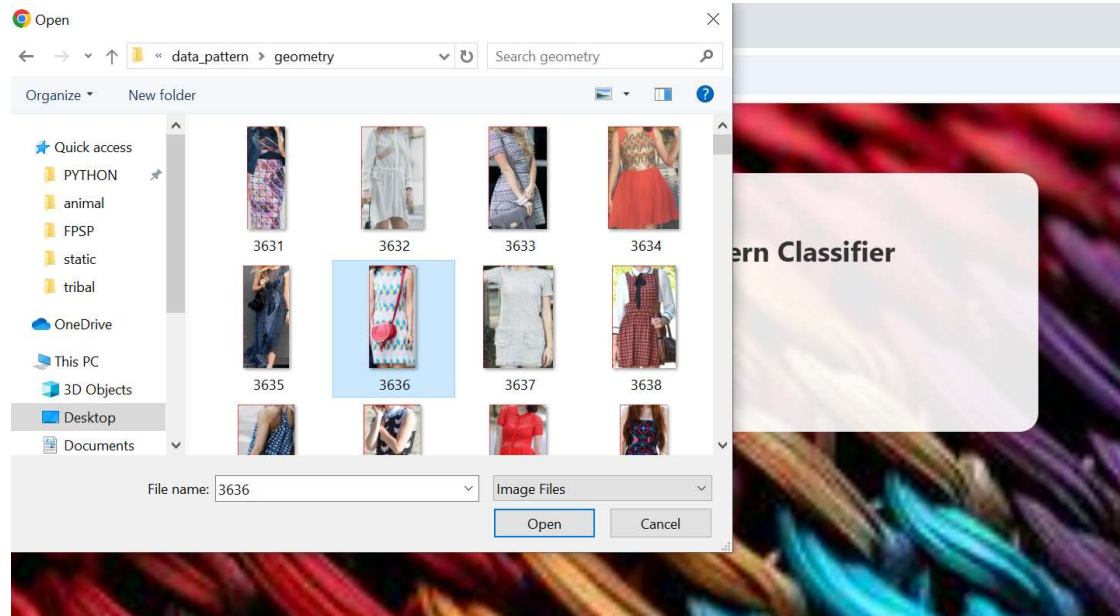 Open
« data_pattern > geometry
Search geometry
Organize
New folder
Quick access
PYTHON
animal
FPSP
static
tribal
OneDrive
This PC
3D Objects
Desktop
Documents
3631 3632 3633 3634
3635 3636 3637 3638
ern Classifier
File name: 3636
Image Files
Open
Cancel